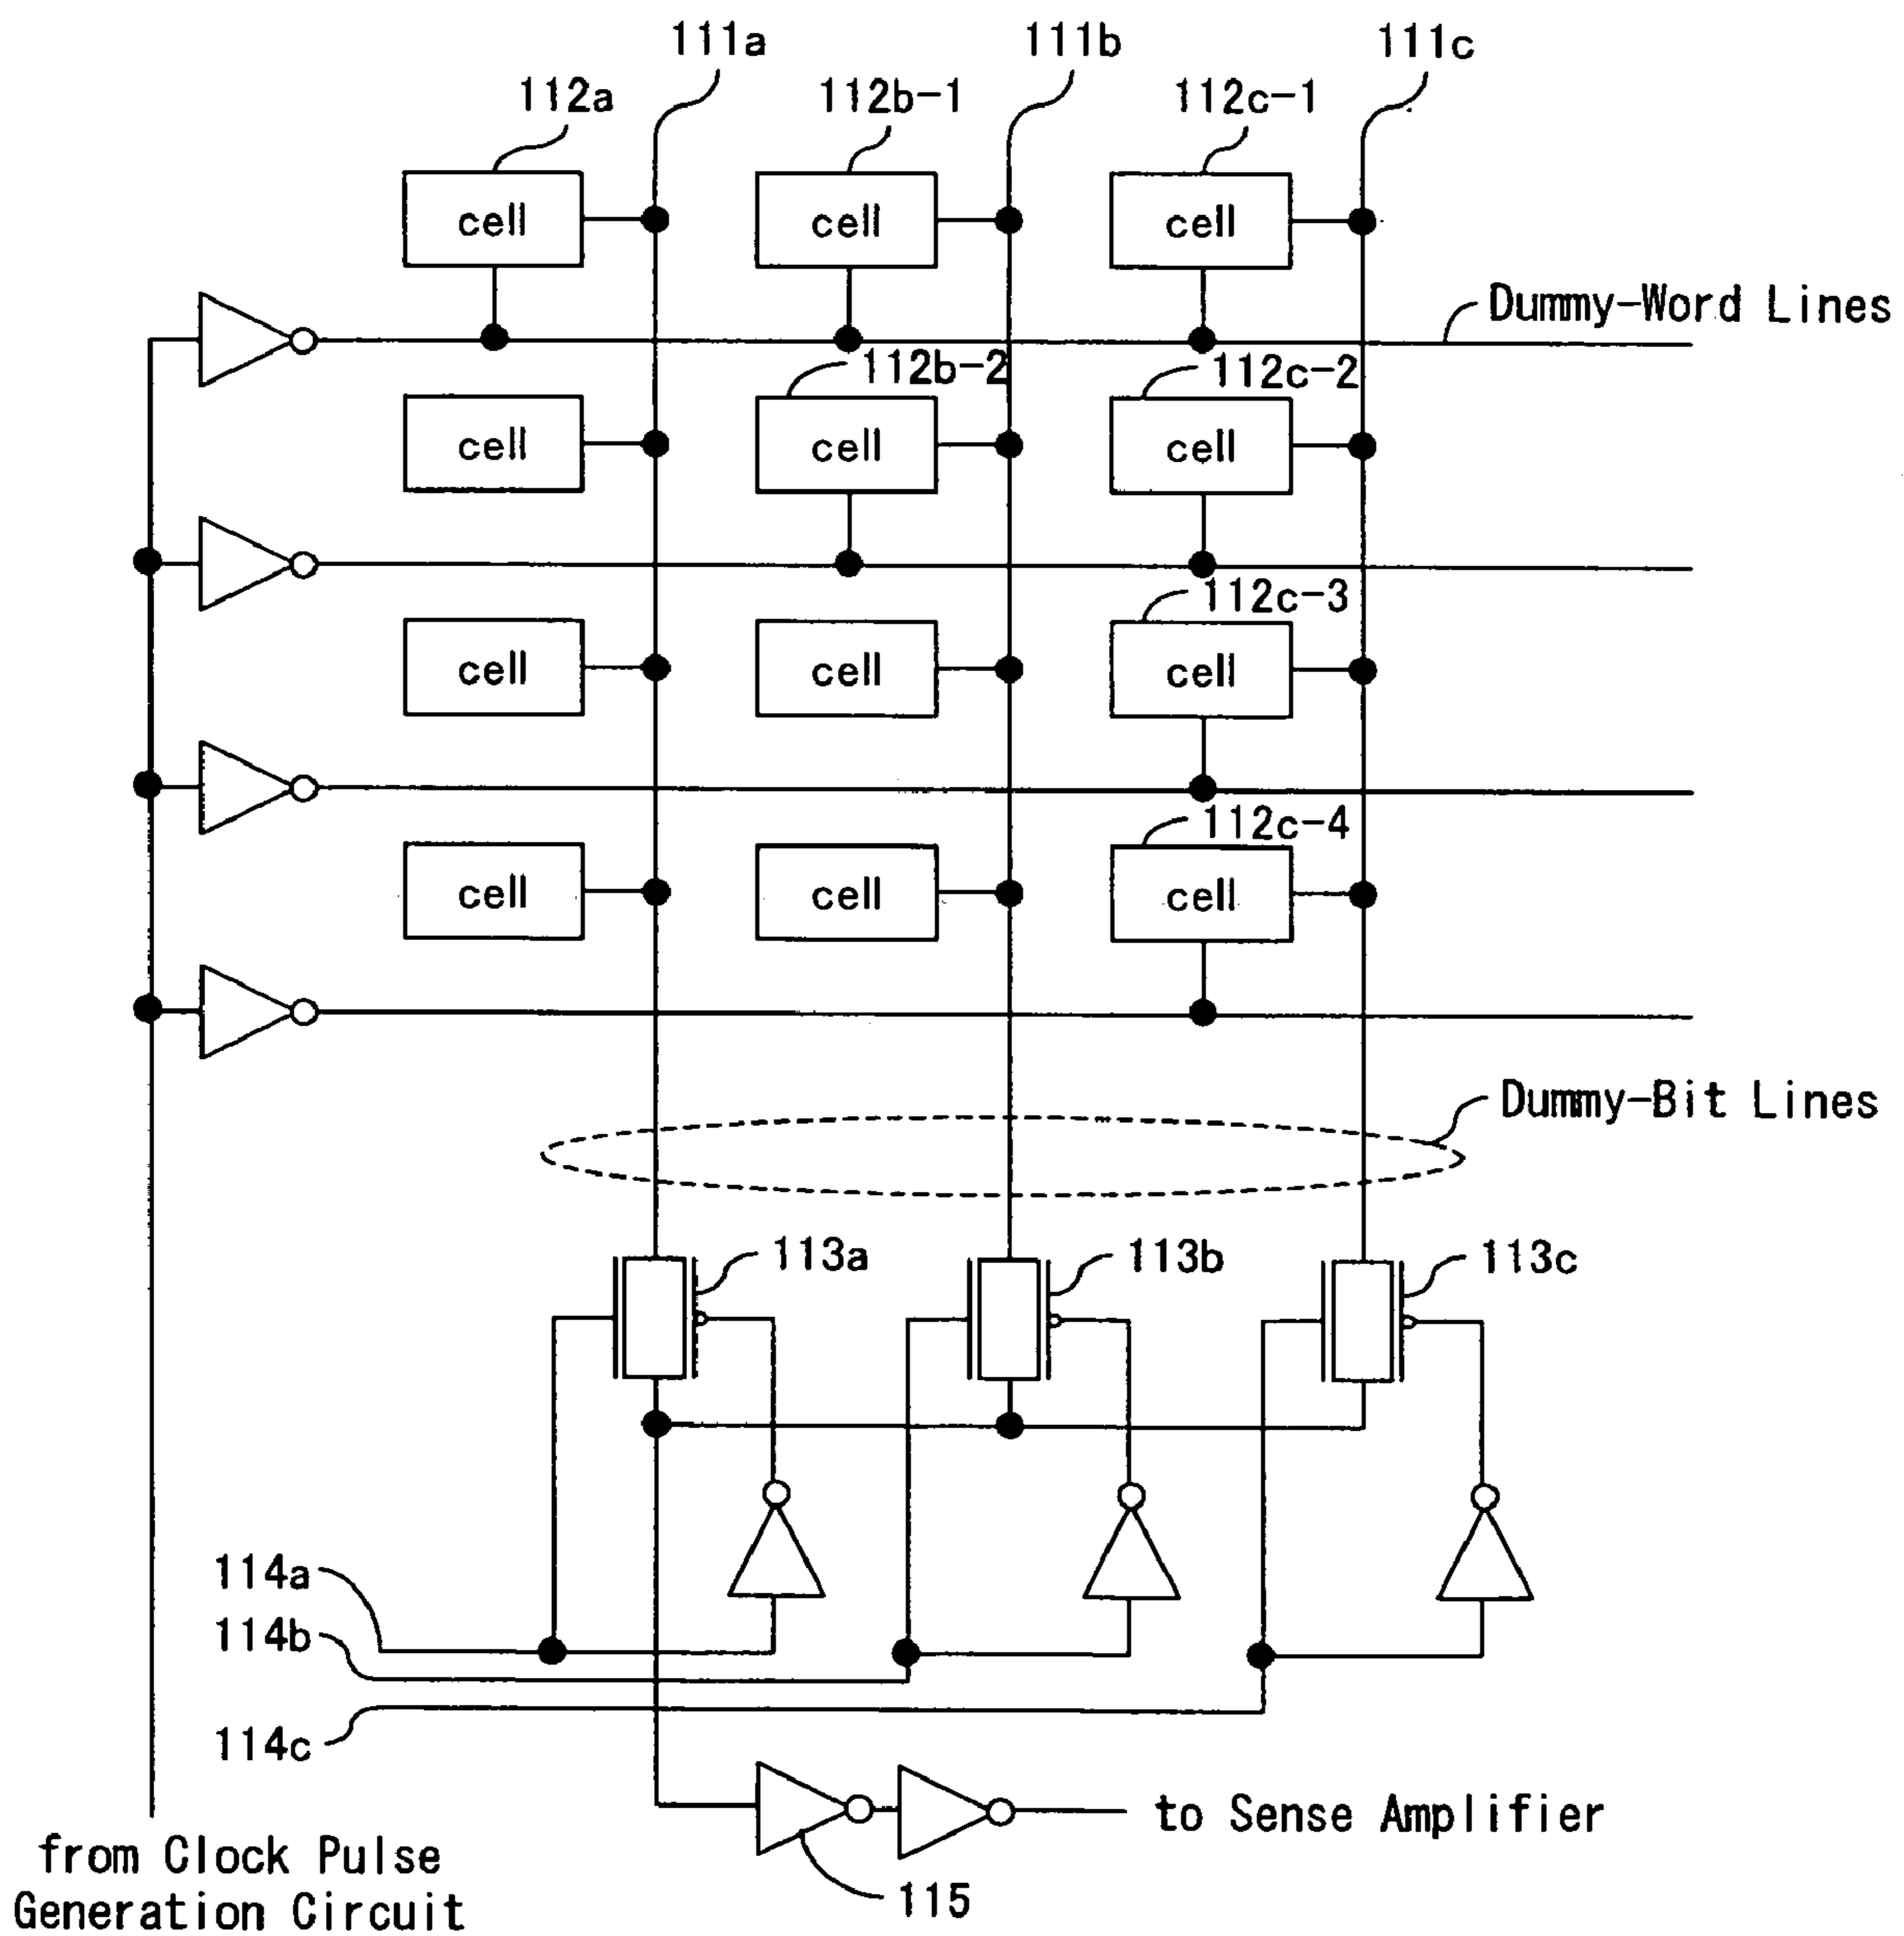 111a
111b
111c
112a
112b-1
112c-1
cell
cell
cell
Dummy-Word Lines
112b-2
112c-2
cell
cell
cell
112c-3
cell
cell
cell
112c-4
cell
cell
cell
Dummy-Bit Lines
113a
113b
113c
114a
114b
114c
to Sense Amplifier
from Clock Pulse
Generation Circuit
115